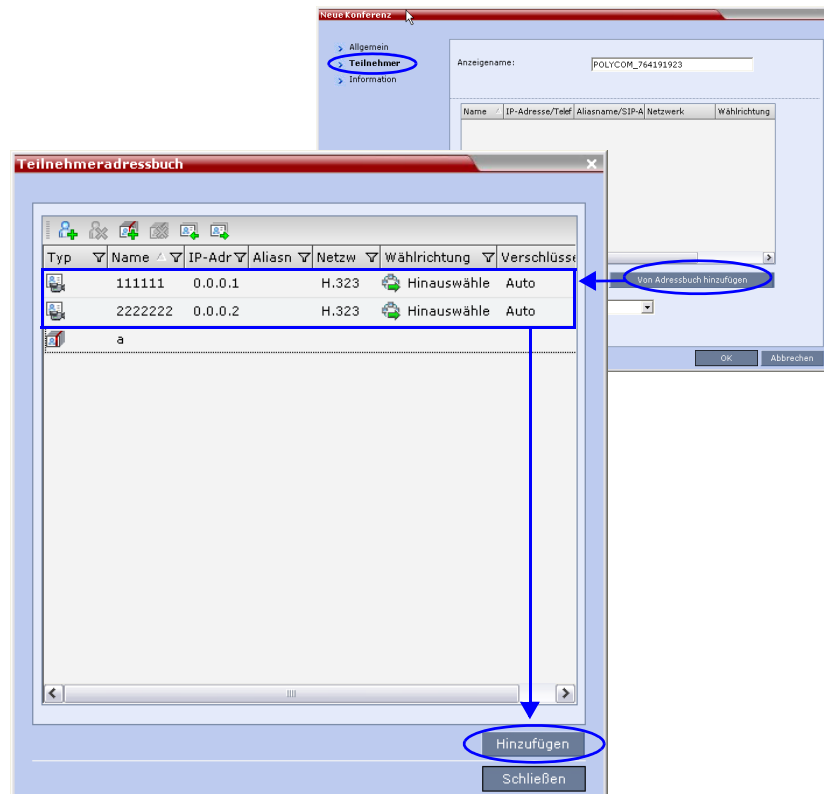 Neue Konferenz
Allgemein
Teilnehmer
Information
Anzeigename:
POLYCOM_764191923
Name IP-Adresse/Telef Aliasname/SIP-A Netzwerk Wählrichtung
Von Adressbuch hinzufügen
OK Abbrechen
Teilnehmeradressbuch
Typ Name IP-Adr Aliasn Netzw Wählrichtung Verschlüsse
111111 0.0.0.1 H.323 Hinauswähle Auto
2222222 0.0.0.2 H.323 Hinauswähle Auto
a
Hinzufügen
Schließen